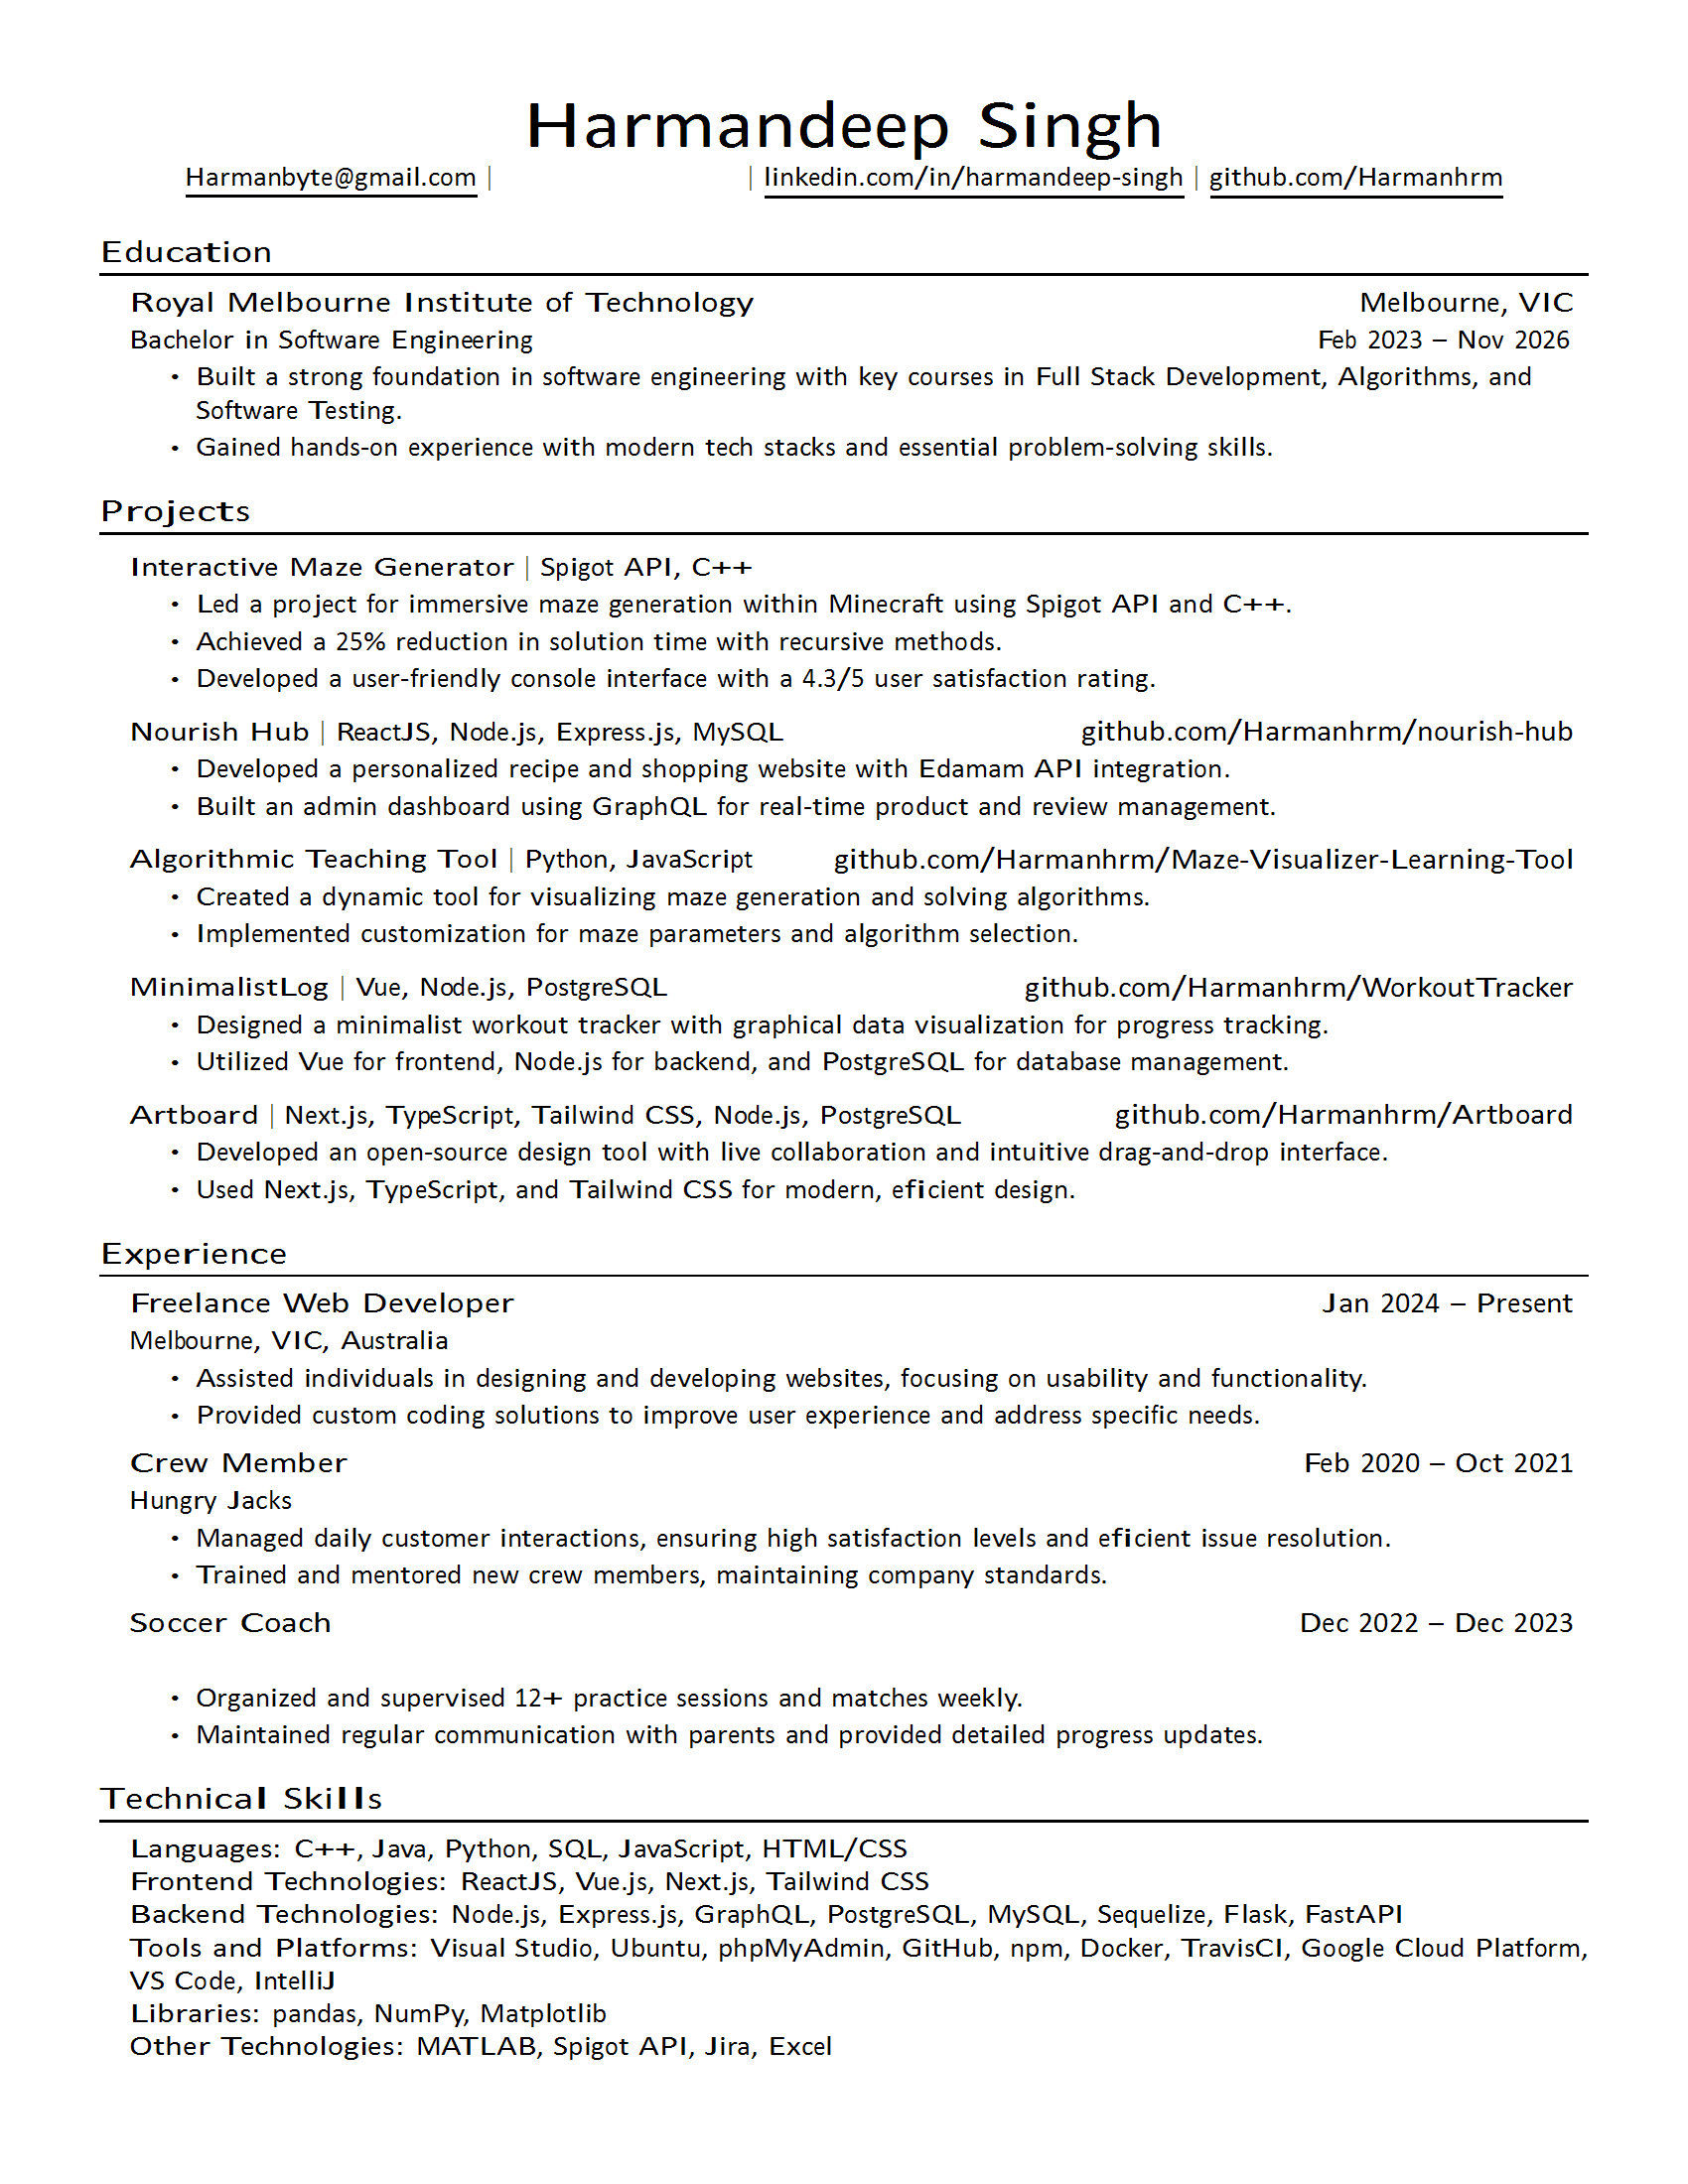 Harmandeep Singh
Harmanbyte@gmail.com | | linkedin.com/in/harmandeep-singh | github.com/Harmanhrm
Education
Royal Melbourne Institute of Technology Melbourne, VIC
Bachelor in Software Engineering Feb 2023 – Nov 2026
• Built a strong foundation in software engineering with key courses in Full Stack Development, Algorithms, and
Software Testing.
• Gained hands-on experience with modern tech stacks and essential problem-solving skills.
Projects
Interactive Maze Generator | Spigot API, C++
• Led a project for immersive maze generation within Minecraft using Spigot API and C++.
• Achieved a 25% reduction in solution time with recursive methods.
• Developed a user-friendly console interface with a 4.3/5 user satisfaction rating.
Nourish Hub | ReactJS, Node.js, Express.js, MySQL github.com/Harmanhrm/nourish-hub
• Developed a personalized recipe and shopping website with Edamam API integration.
• Built an admin dashboard using GraphQL for real-time product and review management.
Algorithmic Teaching Tool | Python, JavaScript github.com/Harmanhrm/Maze-Visualizer-Learning-Tool
• Created a dynamic tool for visualizing maze generation and solving algorithms.
• Implemented customization for maze parameters and algorithm selection.
MinimalistLog | Vue, Node.js, PostgreSQL github.com/Harmanhrm/WorkoutTracker
• Designed a minimalist workout tracker with graphical data visualization for progress tracking.
• Utilized Vue for frontend, Node.js for backend, and PostgreSQL for database management.
Artboard | Next.js, TypeScript, Tailwind CSS, Node.js, PostgreSQL github.com/Harmanhrm/Artboard
• Developed an open-source design tool with live collaboration and intuitive drag-and-drop interface.
• Used Next.js, TypeScript, and Tailwind CSS for modern, eficient design.
Experience
Freelance Web Developer Jan 2024 – Present
Melbourne, VIC, Australia
• Assisted individuals in designing and developing websites, focusing on usability and functionality.
• Provided custom coding solutions to improve user experience and address specific needs.
Crew Member Feb 2020 – Oct 2021
Hungry Jacks
• Managed daily customer interactions, ensuring high satisfaction levels and eficient issue resolution.
• Trained and mentored new crew members, maintaining company standards.
Soccer Coach Dec 2022 – Dec 2023
• Organized and supervised 12+ practice sessions and matches weekly.
• Maintained regular communication with parents and provided detailed progress updates.
Technical Skills
Languages: C++, Java, Python, SQL, JavaScript, HTML/CSS
Frontend Technologies: ReactJS, Vue.js, Next.js, Tailwind CSS
Backend Technologies: Node.js, Express.js, GraphQL, PostgreSQL, MySQL, Sequelize, Flask, FastAPI
Tools and Platforms: Visual Studio, Ubuntu, phpMyAdmin, GitHub, npm, Docker, TravisCI, Google Cloud Platform,
VS Code, IntelliJ
Libraries: pandas, NumPy, Matplotlib
Other Technologies: MATLAB, Spigot API, Jira, Excel